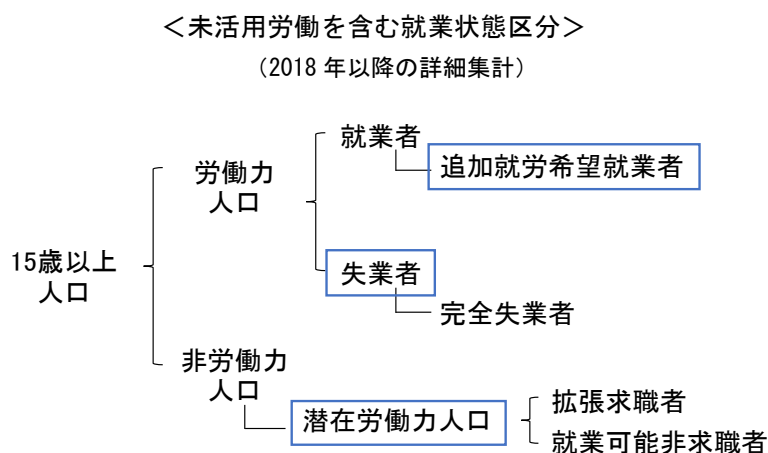 ＜未活用労働を含む就業状態区分＞
（2018 年以降の詳細集計）
就業者
追加就労希望就業者
労働力
人口
15歳以上
人口
失業者
完全失業者
非労働力
人口
潜在労働力人口
拡張求職者
就業可能非求職者